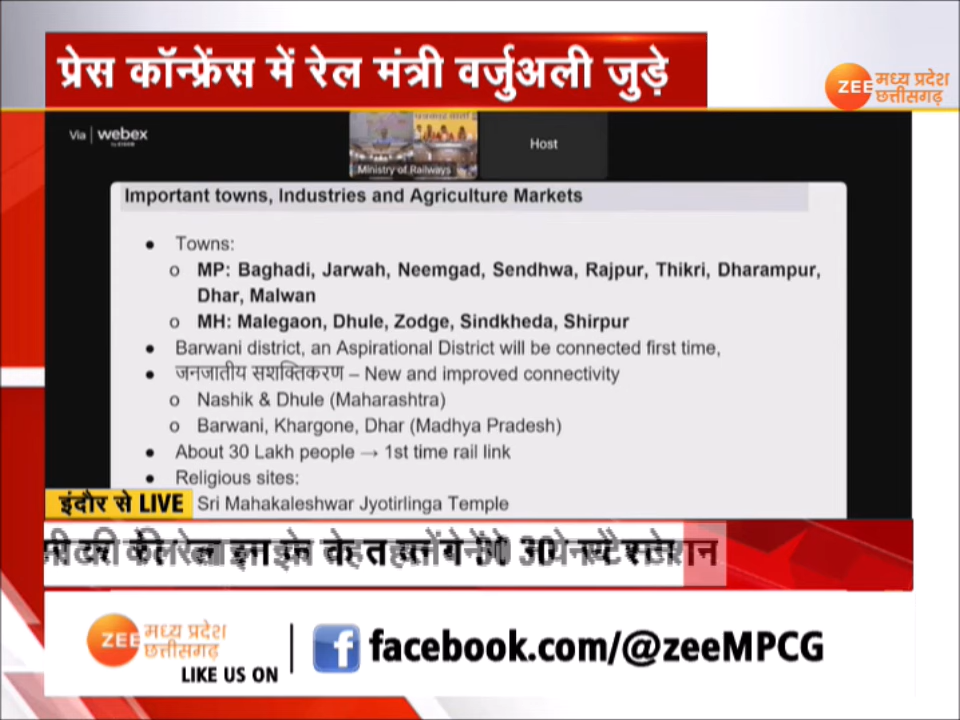 प्रेस कॉन्फ्रेंस में रेल मंत्री वर्जुअली जुड़े
ZEE मध्य प्रदेश
छत्तीसगढ़
Via | webex
Host
Ministry of Railways
Important towns, Industries and Agriculture Markets
● Towns:
o MP: Baghadi, Jarwah, Neemgad, Sendhwa, Rajpur, Thikri, Dharampur,
Dhar, Malwan
o MH: Malegaon, Dhule, Zodge, Sindkheda, Shirpur
● Barwani district, an Aspirational District will be connected first time,
● जनजातीय सशक्तिकरण – New and improved connectivity
o Nashik & Dhule (Maharashtra)
o Barwani, Khargone, Dhar (Madhya Pradesh)
● About 30 Lakh people → 1st time rail link
● Religious sites:
इंदौर से LIVE
Sri Mahakaleshwar Jyotirlinga Temple
ZEE मध्य प्रदेश
छत्तीसगढ़
LIKE US ON
f facebook.com/@zeeMPCG